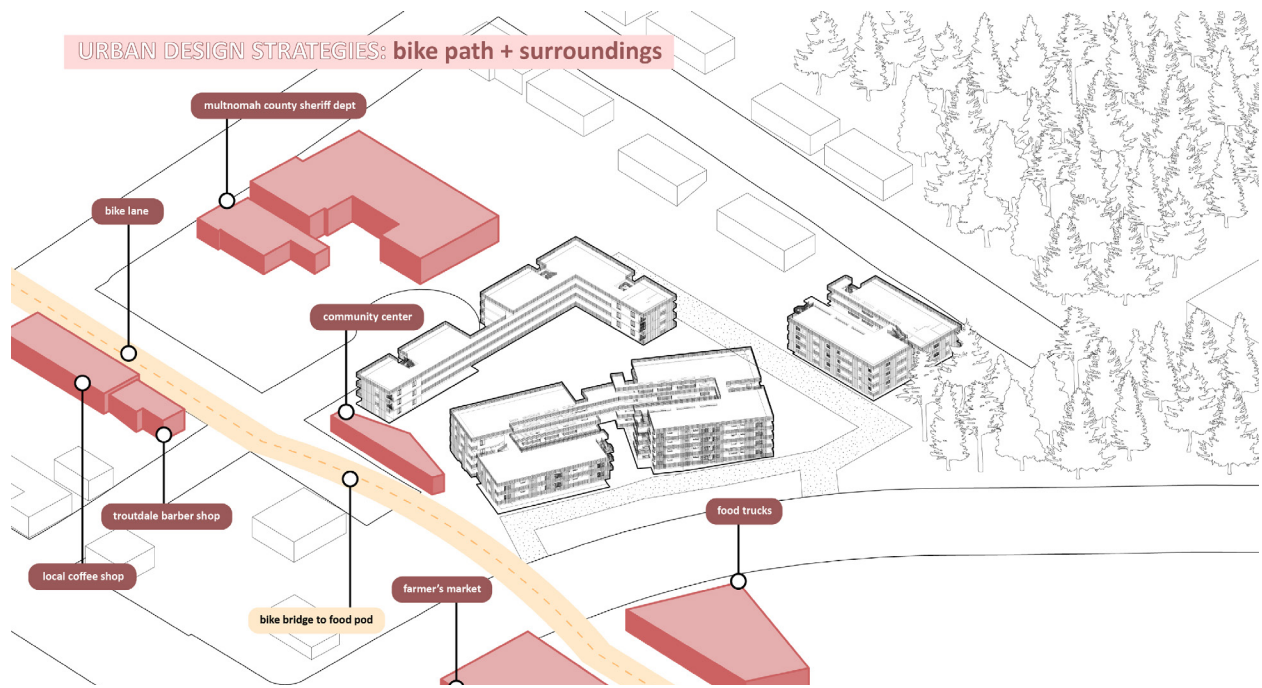 URBAN DESIGN STRATEGIES: bike path + surroundings
multnomah county sheriff dept
bike lane
community center
troutdale barber shop
food trucks
local coffee shop
farmer's market
bike bridge to food pod